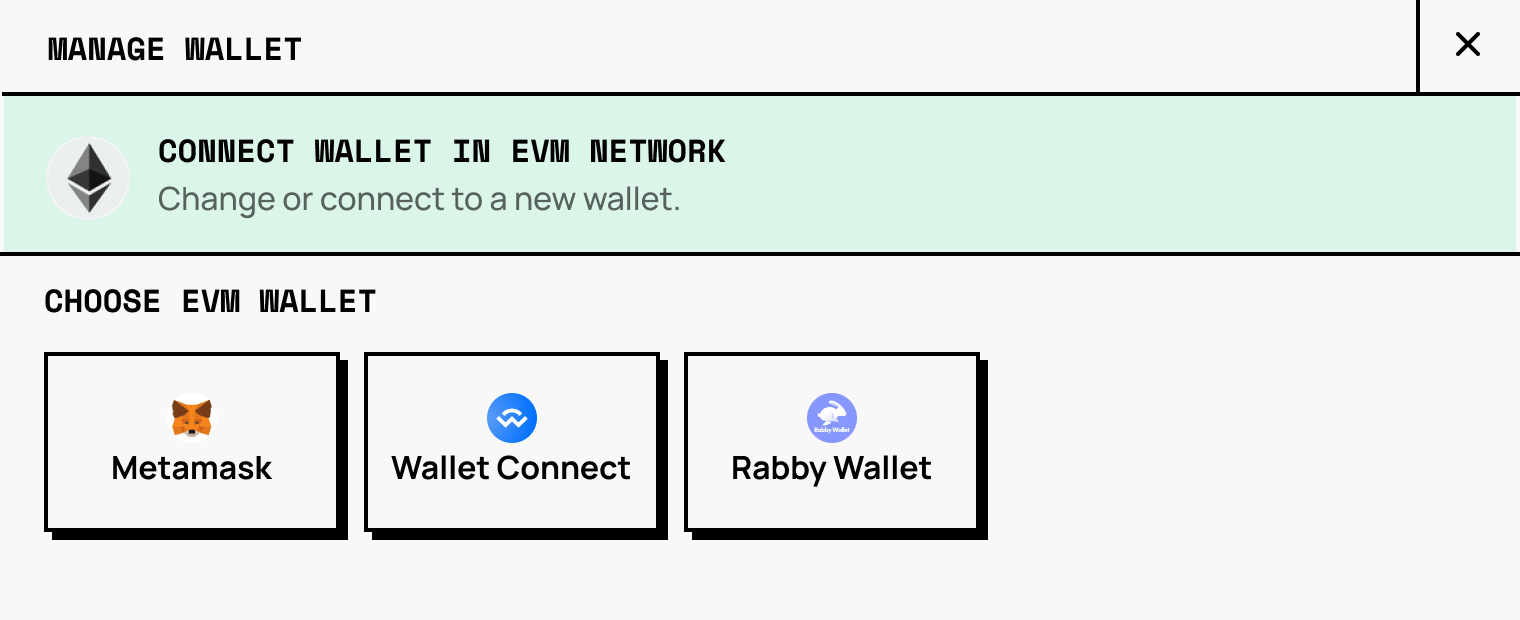 MANAGE WALLET
CONNECT WALLET IN EVM NETWORK
Change or connect to a new wallet.
CHOOSE EVM WALLET
Rabby Wallet
Metamask
Wallet Connect
Rabby Wallet